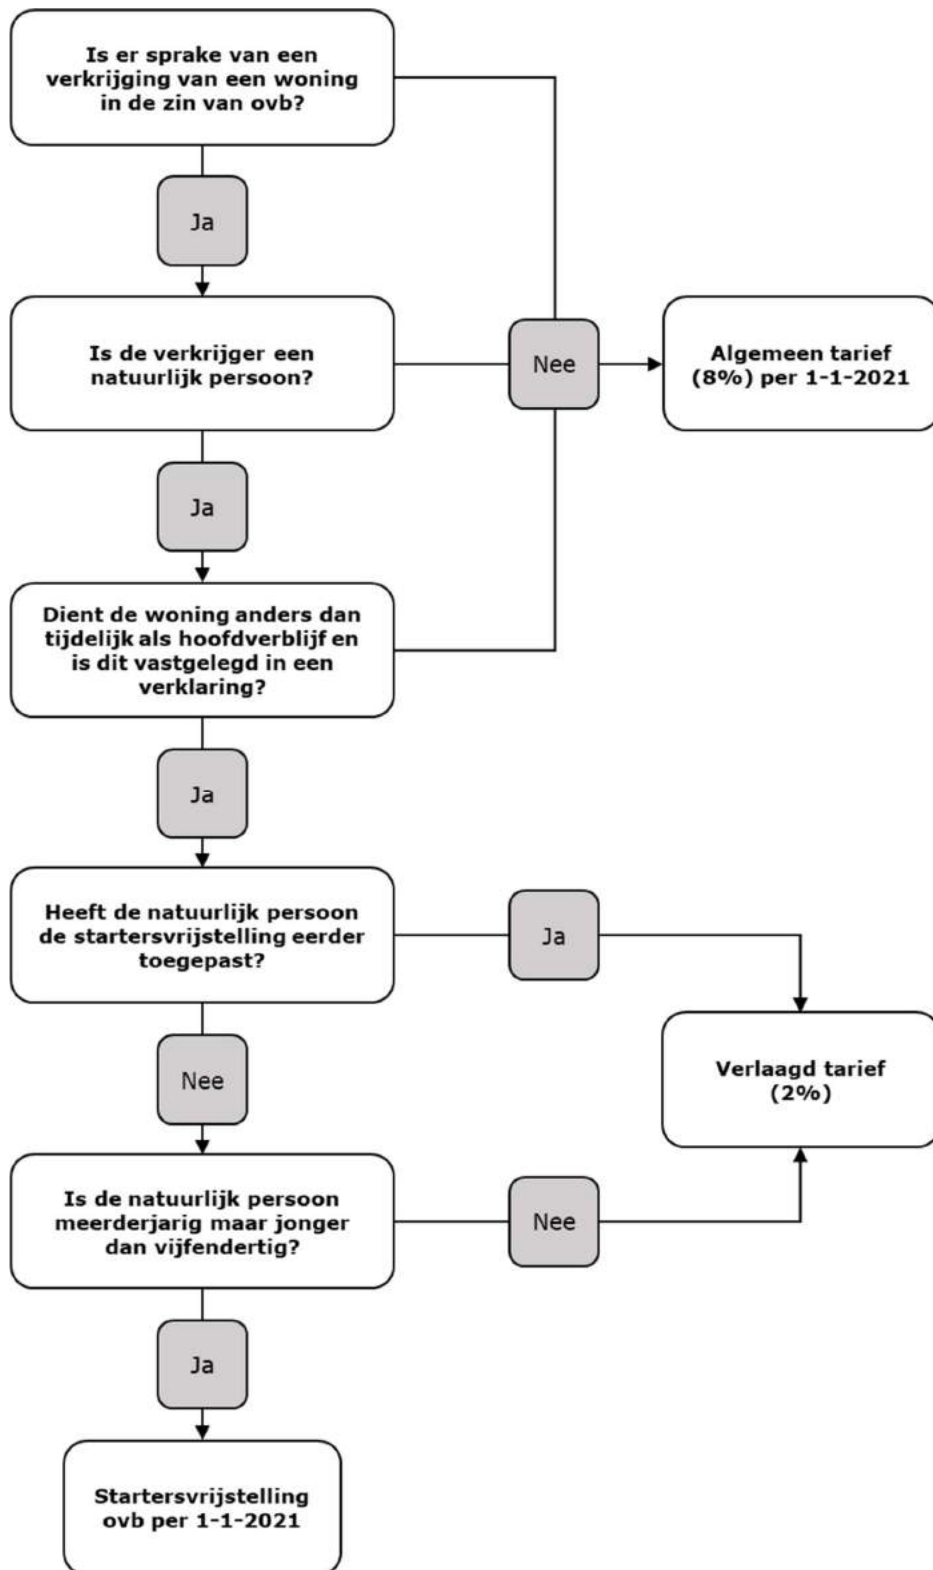 Is er sprake van een
verkrijging van een woning
in de zin van ovb?
Ja
Is de verkrijger een
natuurlijk persoon?
Nee
Algemeen tarief
(8%) per 1-1-2021
Ja
Dient de woning anders dan
tijdelijk als hoofdverblijf en
is dit vastgelegd in een
verklaring?
Ja
Heeft de natuurlijk persoon
de startersvrijstelling eerder
toegepast?
Ja
Verlaagd tarief
(2%)
Nee
Is de natuurlijk persoon
meerderjarig maar jonger
dan vijfendertig?
Nee
Ja
Startersvrijstelling
ovb per 1-1-2021